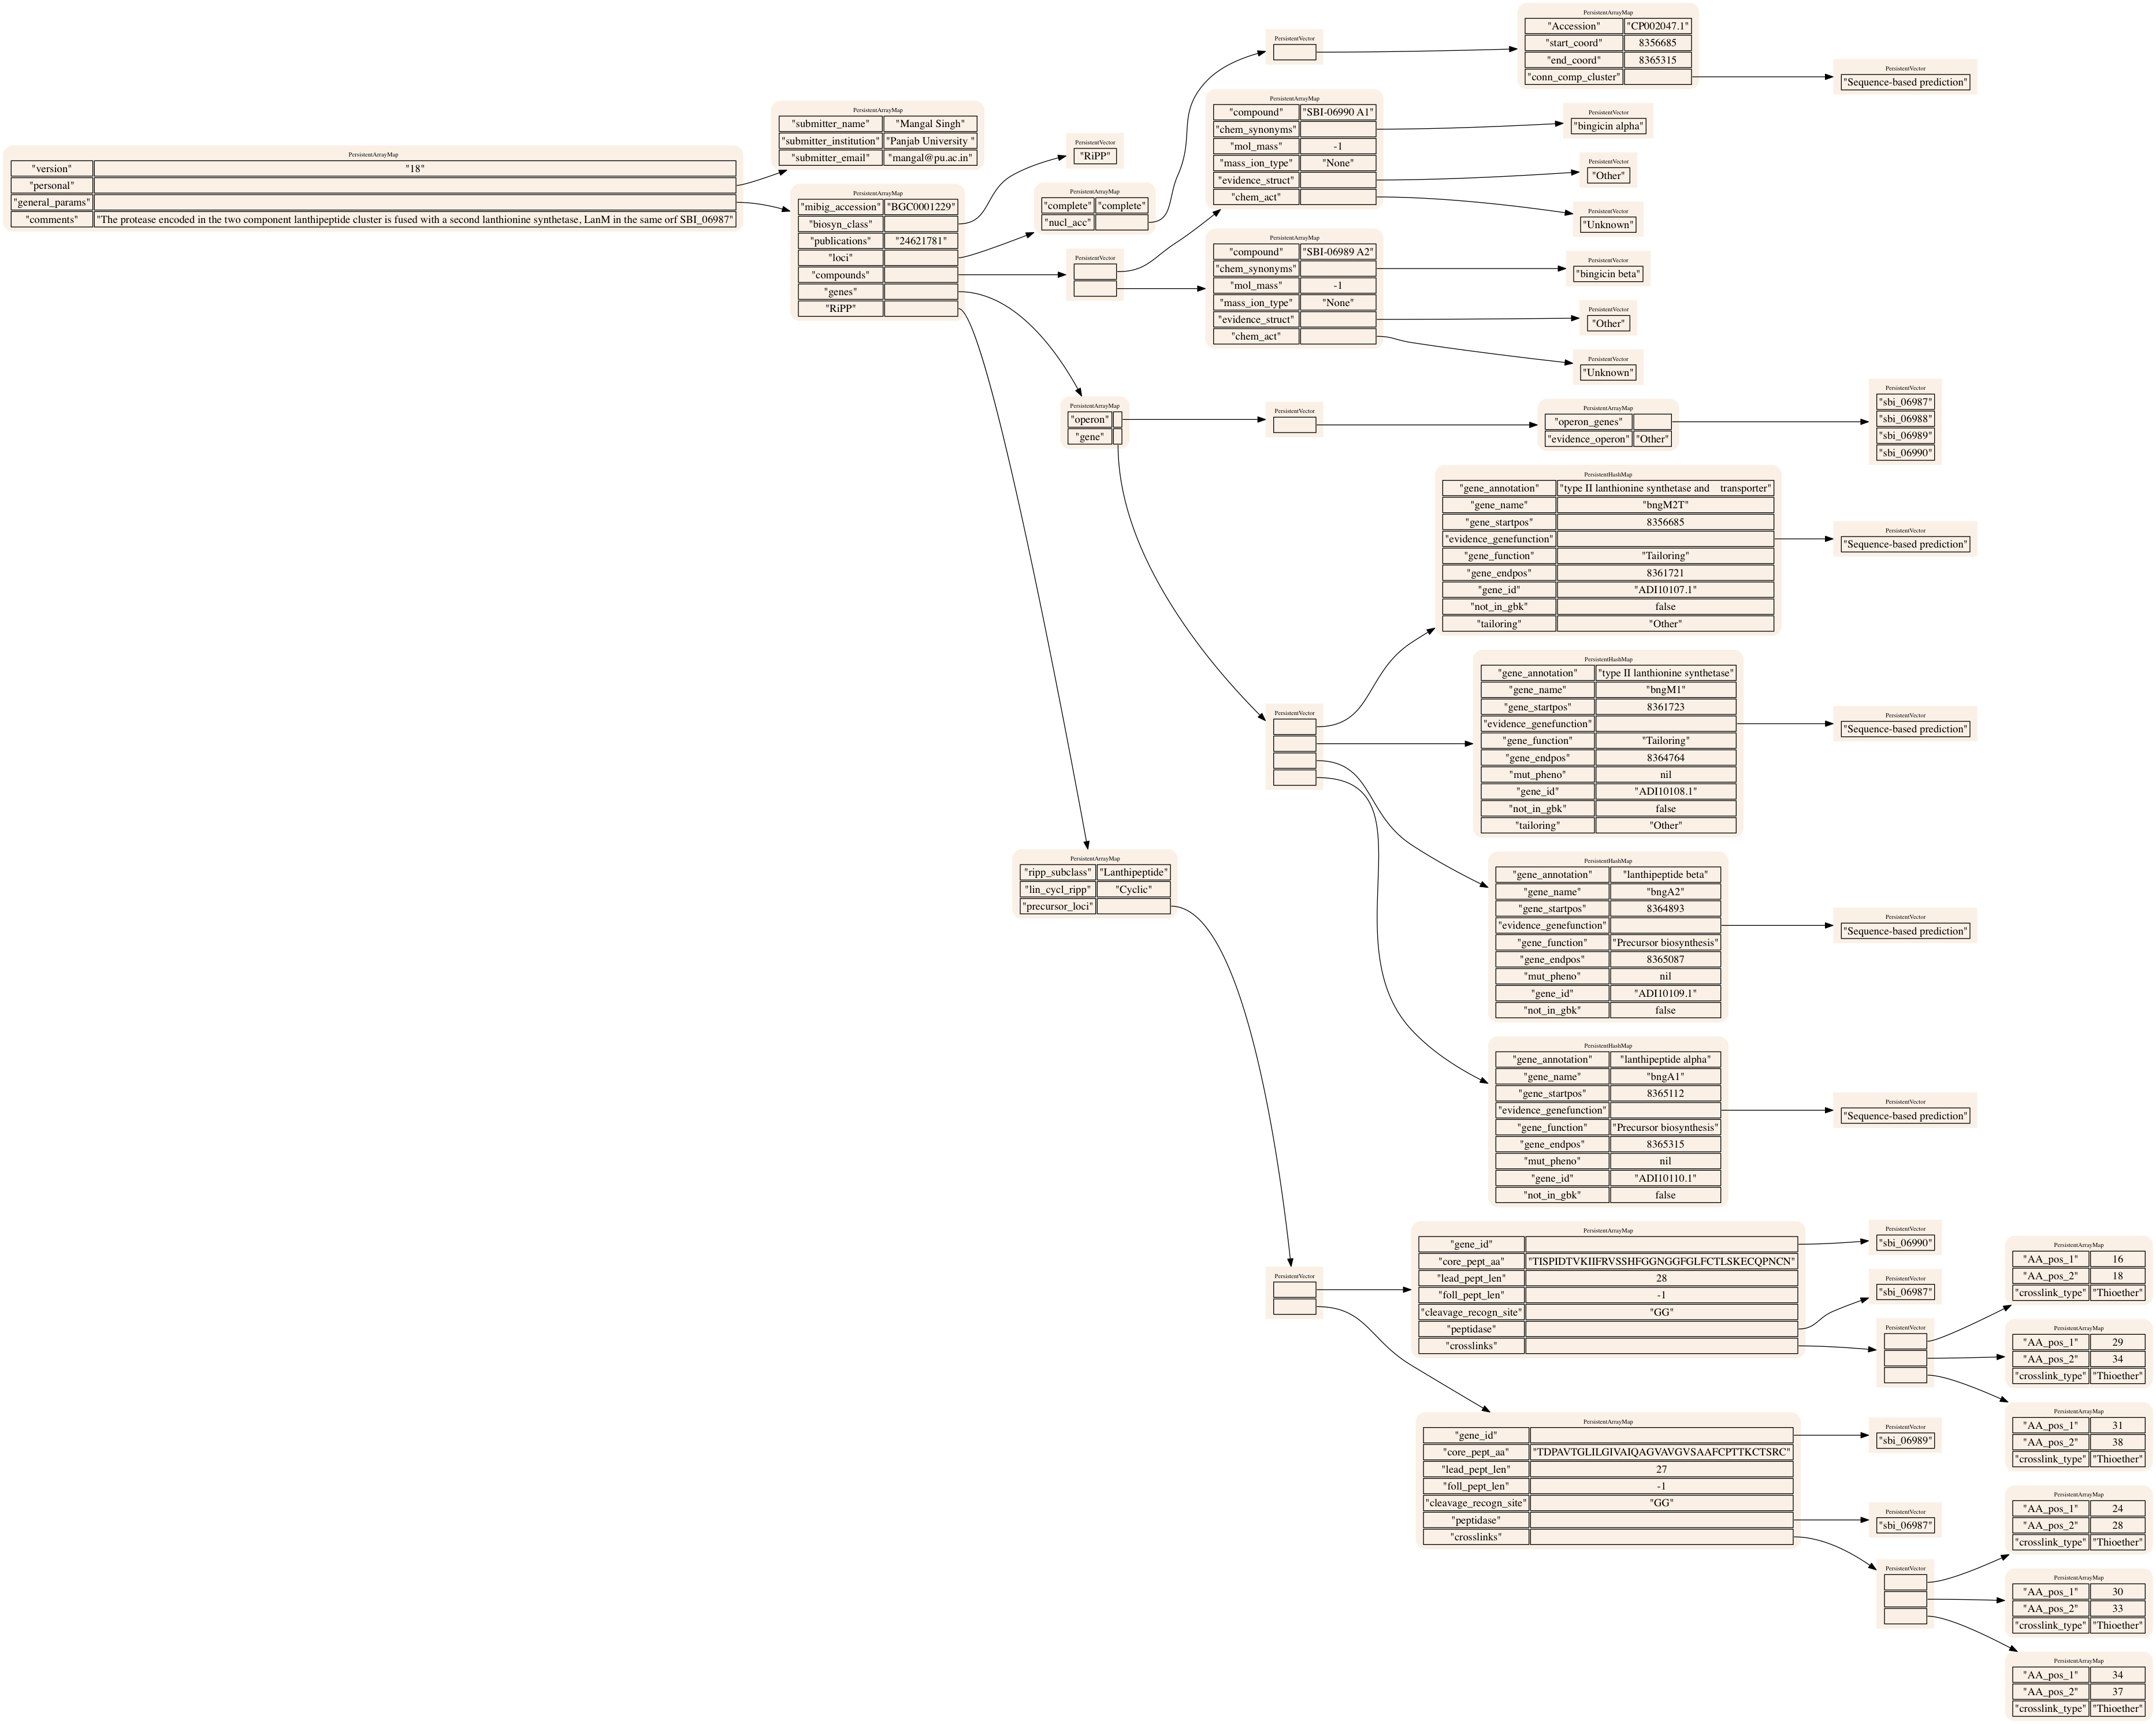 PersistentArrayMap
"version" "18"
"personal"
"general_params"
"comments" "The protease encoded in the two component lanthipeptide cluster is fused with a second lanthionine synthetase, LanM in the same orf SBI_06987"
PersistentArrayMap
"submitter_name" "Mangal Singh"
"submitter_institution" "Panjab University "
"submitter_email" "mangal@pu.ac.in"
PersistentArrayMap
"mibig_accession" "BGC0001229"
"biosyn_class"
"publications" "24621781"
"loci"
"compounds"
"genes"
"RiPP"
PersistentVector
"RiPP"
PersistentArrayMap
"complete" "complete"
"nucl_acc"
PersistentVector
PersistentArrayMap
"Accession" "CP002047.1"
"start_coord" 8356685
"end_coord" 8365315
"conn_comp_cluster"
PersistentVector
"Sequence-based prediction"
PersistentVector
PersistentArrayMap
"compound" "SBI-06990 A1"
"chem_synonyms"
"mol_mass" -1
"mass_ion_type" "None"
"evidence_struct"
"chem_act"
PersistentVector
"bingicin alpha"
PersistentVector
"Other"
PersistentVector
"Unknown"
PersistentArrayMap
"compound" "SBI-06989 A2"
"chem_synonyms"
"mol_mass" -1
"mass_ion_type" "None"
"evidence_struct"
"chem_act"
PersistentVector
"bingicin beta"
PersistentVector
"Other"
PersistentVector
"Unknown"
PersistentArrayMap
"operon"
"gene"
PersistentVector
PersistentArrayMap
"operon_genes"
"evidence_operon" "Other"
PersistentVector
"sbi_06987"
"sbi_06988"
"sbi_06989"
"sbi_06990"
PersistentVector
PersistentHashMap
"gene_annotation" "type II lanthionine synthetase and    transporter"
"gene_name" "bngM2T"
"gene_startpos" 8356685
"evidence_genefunction"
"gene_function" "Tailoring"
"gene_endpos" 8361721
"gene_id" "ADI10107.1"
"not_in_gbk" false
"tailoring" "Other"
PersistentVector
"Sequence-based prediction"
PersistentHashMap
"gene_annotation" "type II lanthionine synthetase"
"gene_name" "bngM1"
"gene_startpos" 8361723
"evidence_genefunction"
"gene_function" "Tailoring"
"gene_endpos" 8364764
"mut_pheno" nil
"gene_id" "ADI10108.1"
"not_in_gbk" false
"tailoring" "Other"
PersistentVector
"Sequence-based prediction"
PersistentHashMap
"gene_annotation" "lanthipeptide beta"
"gene_name" "bngA2"
"gene_startpos" 8364893
"evidence_genefunction"
"gene_function" "Precursor biosynthesis"
"gene_endpos" 8365087
"mut_pheno" nil
"gene_id" "ADI10109.1"
"not_in_gbk" false
PersistentVector
"Sequence-based prediction"
PersistentHashMap
"gene_annotation" "lanthipeptide alpha"
"gene_name" "bngA1"
"gene_startpos" 8365112
"evidence_genefunction"
"gene_function" "Precursor biosynthesis"
"gene_endpos" 8365315
"mut_pheno" nil
"gene_id" "ADI10110.1"
"not_in_gbk" false
PersistentVector
"Sequence-based prediction"
PersistentArrayMap
"ripp_subclass" "Lanthipeptide"
"lin_cycl_ripp" "Cyclic"
"precursor_loci"
PersistentVector
PersistentArrayMap
"gene_id"
"core_pept_aa" "TISPIDTVKIIFRVSSHFGGNGGFGLFCTLSKECQPNCN"
"lead_pept_len" 28
"foll_pept_len" -1
"cleavage_recogn_site" "GG"
"peptidase"
"crosslinks"
PersistentVector
"sbi_06990"
PersistentVector
"sbi_06987"
PersistentVector
PersistentArrayMap
"AA_pos_1" 16
"AA_pos_2" 18
"crosslink_type" "Thioether"
PersistentArrayMap
"AA_pos_1" 29
"AA_pos_2" 34
"crosslink_type" "Thioether"
PersistentArrayMap
"AA_pos_1" 31
"AA_pos_2" 38
"crosslink_type" "Thioether"
PersistentArrayMap
"gene_id"
"core_pept_aa" "TDPAVTGLILGIVAIQAGVAVGVSAAFCPTTKCTSRC"
"lead_pept_len" 27
"foll_pept_len" -1
"cleavage_recogn_site" "GG"
"peptidase"
"crosslinks"
PersistentVector
"sbi_06989"
PersistentVector
"sbi_06987"
PersistentVector
PersistentArrayMap
"AA_pos_1" 24
"AA_pos_2" 28
"crosslink_type" "Thioether"
PersistentArrayMap
"AA_pos_1" 30
"AA_pos_2" 33
"crosslink_type" "Thioether"
PersistentArrayMap
"AA_pos_1" 34
"AA_pos_2" 37
"crosslink_type" "Thioether"